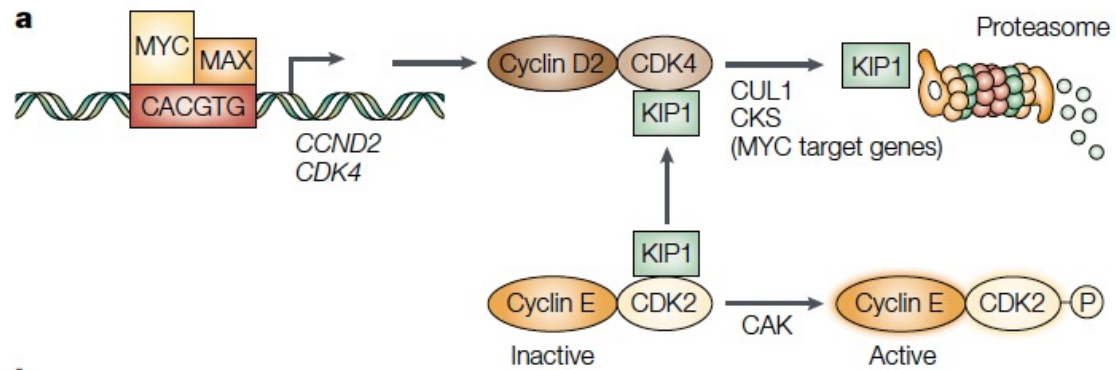 a
MYC
MAX
CACGTG
CCND2
CDK4
Cyclin D2
CDK4
KIP1
CUL1
CKS
(MYC target genes)
KIP1
Proteasome
KIP1
Cyclin E
CDK2
Inactive
CAK
Cyclin E
CDK2
P
Active